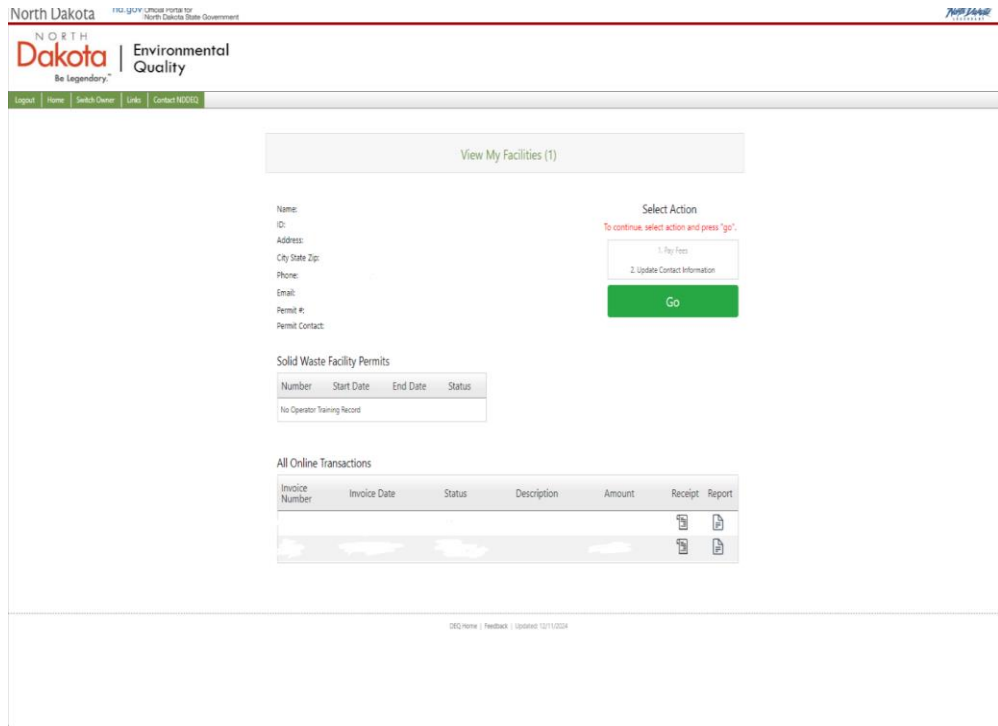 North Dakota nd.gov Official Portal for
North Dakota State Government
NORTH
Dakota
Be Legendary.™
Environmental
Quality
Logout Home Switch Owner Links Contact NDDEQ
View My Facilities (1)
Name:
ID:
Address:
City State Zip:
Phone:
Email:
Permit #:
Permit Contact:
Select Action
To continue, select action and press "go".
1. Pay Fees
2. Update Contact Information
Go
Solid Waste Facility Permits
Number Start Date End Date Status
No Operator Training Record
All Online Transactions
Invoice
Number
Invoice Date Status Description Amount Receipt Report
DEQ Home | Feedback | Updated: 12/11/2024